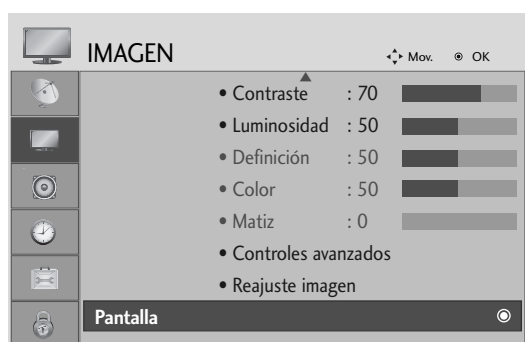 IMAGEN Mov. OK
• Contraste : 70
• Luminosidad : 50
• Definición : 50
• Color : 50
• Matiz : 0
• Controles avanzados
• Reajuste imagen
Pantalla